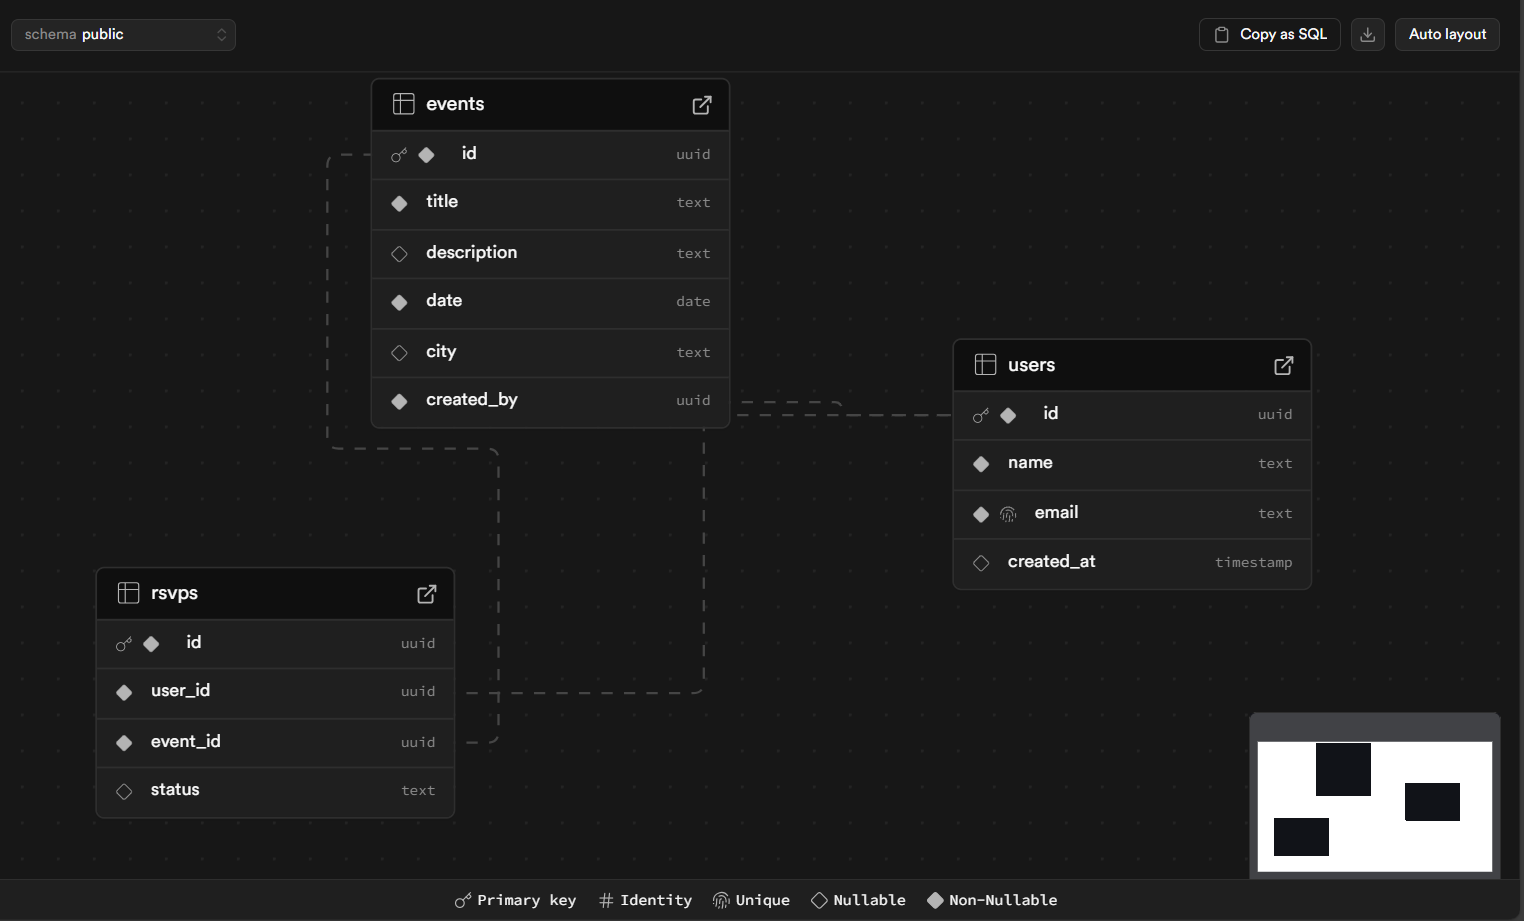 schema public
Copy as SQL
Auto layout
events
id uuid
title text
description text
date date
city text
created_by uuid
users
id uuid
name text
email text
created_at timestamp
rsvps
id uuid
user_id uuid
event_id uuid
status text
Primary key # Identity Unique Nullable Non-Nullable